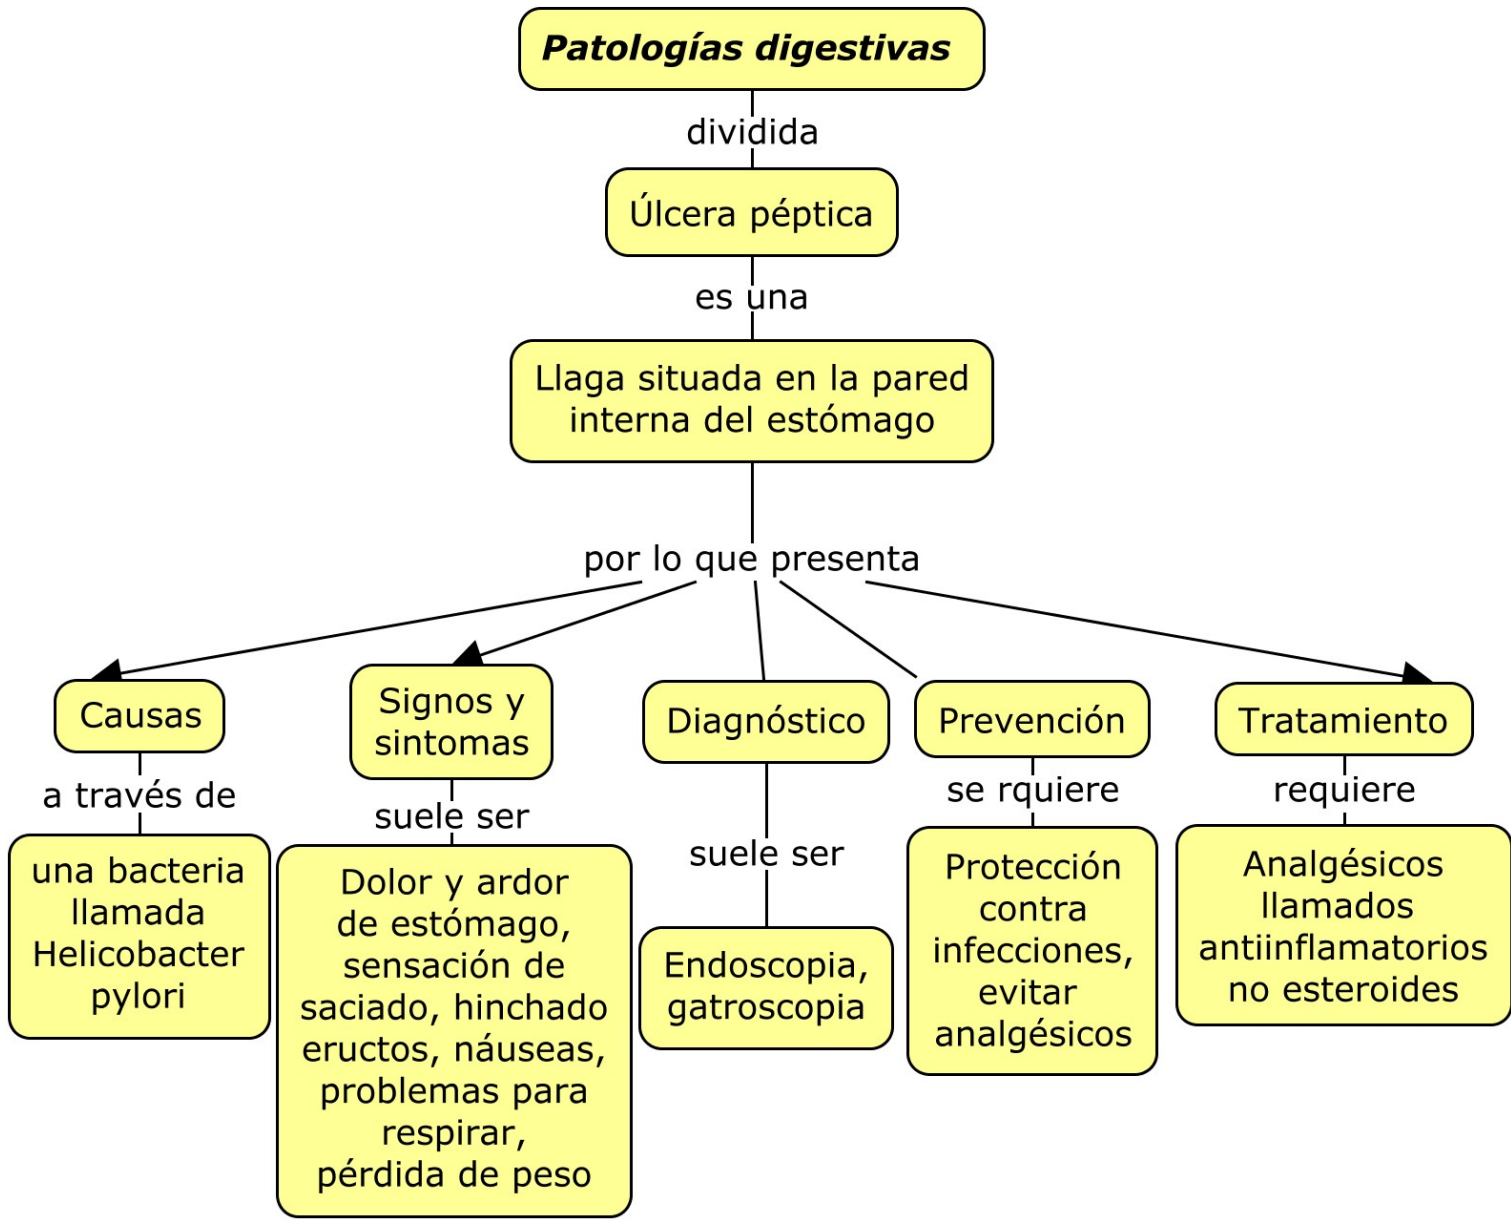 Patologías digestivas
dividida
Úlcera péptica
es una
Llaga situada en la pared
interna del estómago
por lo que presenta
Causas
a través de
una bacteria
llamada
Helicobacter
pylori
Signos y
sintomas
suele ser
Dolor y ardor
de estómago,
sensación de
saciado, hinchado
eructos, náuseas,
problemas para
respirar,
pérdida de peso
Diagnóstico
suele ser
Endoscopia,
gatroscopia
Prevención
se rquiere
Protección
contra
infecciones,
evitar
analgésicos
Tratamiento
requiere
Analgésicos
llamados
antiinflamatorios
no esteroides